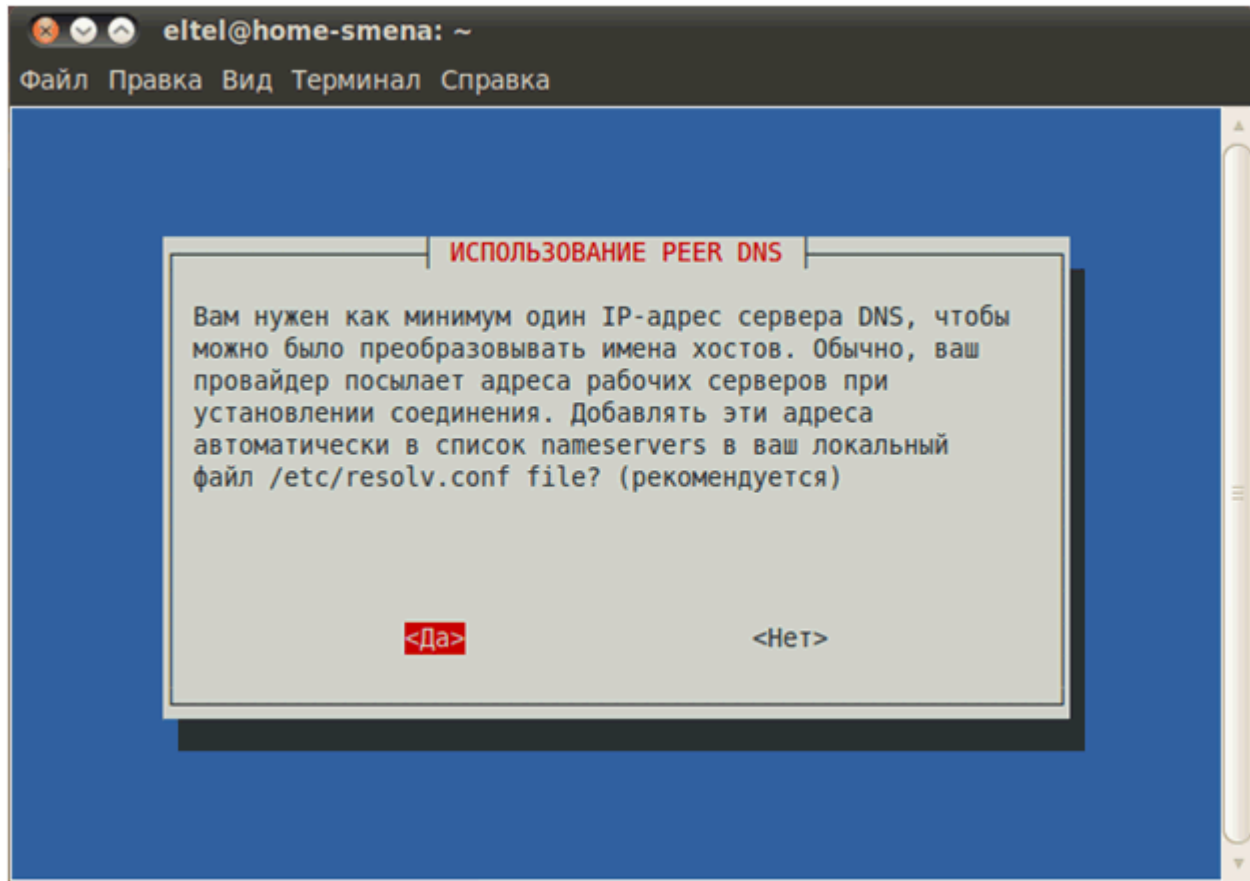 eltel@home-smena: ~
Файл Правка Вид Терминал Справка
ИСПОЛЬЗОВАНИЕ PEER DNS
Вам нужен как минимум один IP-адрес сервера DNS, чтобы
можно было преобразовывать имена хостов. Обычно, ваш
провайдер посылает адреса рабочих серверов при
установлении соединения. Добавлять эти адреса
автоматически в список nameservers в ваш локальный
файл /etc/resolv.conf file? (рекомендуется)
<Да> <Нет>